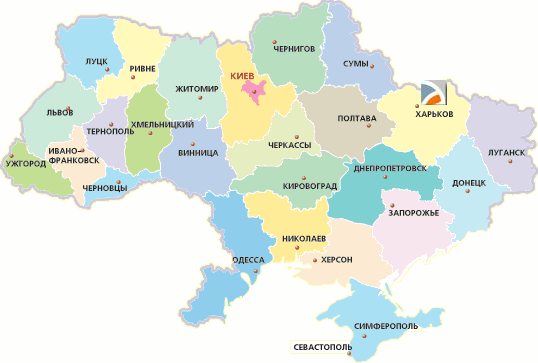 ЛУЦК
РИВНЕ
ЖИТОМИР
КИЕВ
ЧЕРНИГОВ
СУМЫ
ЛЬВОВ
ТЕРНОПОЛЬ
ХМЕЛЬНИЦКИЙ
ВИННИЦА
ЧЕРКАССЫ
ПОЛТАВА
ХАРЬКОВ
ИВАНО-
ФРАНКОВСК
УЖГОРОД
ЧЕРНОВЦЫ
КИРОВОГРАД
ДНЕПРОПЕТРОВСК
ДОНЕЦК
ЛУГАНСК
ЗАПОРОЖЬЕ
НИКОЛАЕВ
ОДЕССА
ХЕРСОН
СИМФЕРОПОЛЬ
СЕВАСТОПОЛЬ